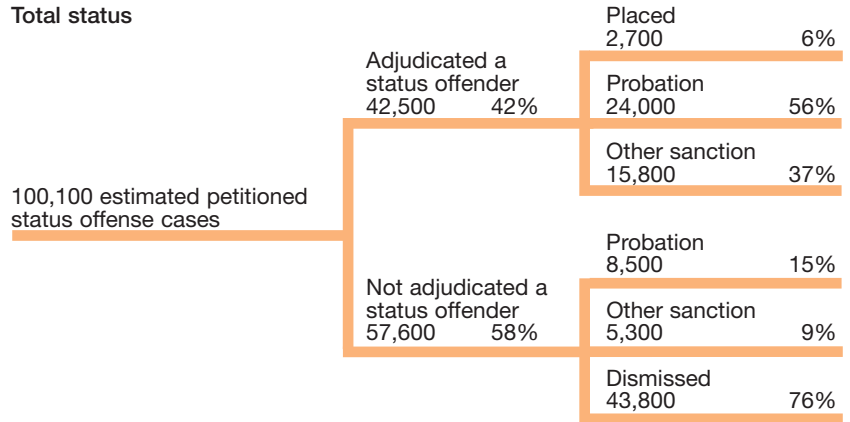 Total status
100,100 estimated petitioned
status offense cases
Adjudicated a
status offender
42,500 42%
Placed
2,700 6%
Probation
24,000 56%
Other sanction
15,800 37%
Not adjudicated a
status offender
57,600 58%
Probation
8,500 15%
Other sanction
5,300 9%
Dismissed
43,800 76%